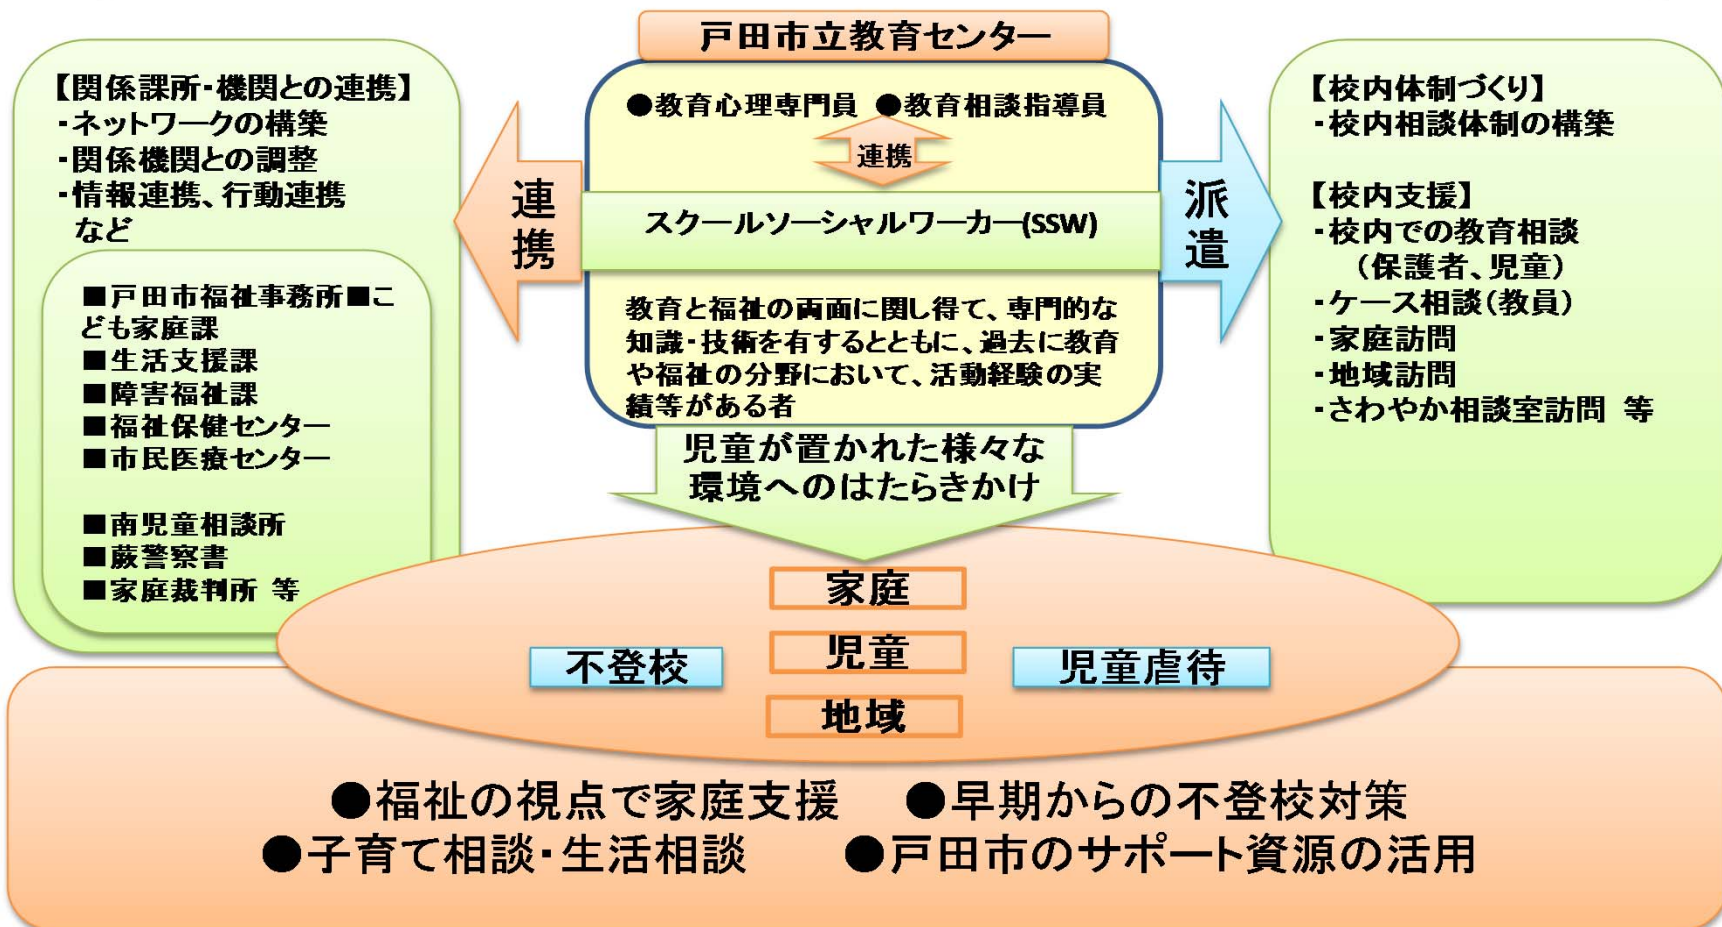 戸田市立教育センター
【関係課所・機関との連携】
・ネットワークの構築
・関係機関との調整
・情報連携、行動連携
など
■戸田市福祉事務所■こ
ども家庭課
■生活支援課
■障害福祉課
■福祉保健センター
■市民医療センター
■南児童相談所
■蕨警察書
■家庭裁判所 等
連携
●教育心理専門員 ●教育相談指導員
連携
スクールソーシャルワーカー(SSW)
教育と福祉の両面に関し得て、専門的な
知識・技術を有するとともに、過去に教育
や福祉の分野において、活動経験の実
績等がある者
派遣
【校内体制づくり】
・校内相談体制の構築
【校内支援】
・校内での教育相談
(保護者、児童)
・ケース相談(教員)
・家庭訪問
・地域訪問
・さわやか相談室訪問 等
児童が置かれた様々な
環境へのはたらきかけ
家庭
不登校
児童
児童虐待
地域
●福祉の視点で家庭支援 ●早期からの不登校対策
●子育て相談・生活相談 ●戸田市のサポート資源の活用